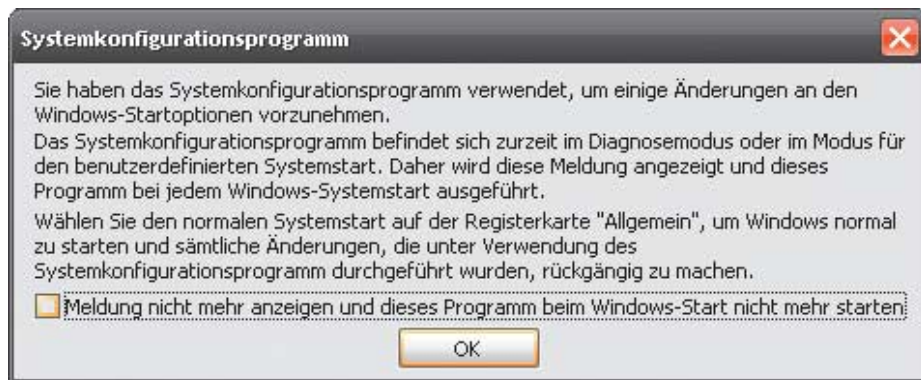 Systemkonfigurationsprogramm
Sie haben das Systemkonfigurationsprogramm verwendet, um einige Änderungen an den
Windows-Startoptionen vorzunehmen.
Das Systemkonfigurationsprogramm befindet sich zurzeit im Diagnosemodus oder im Modus für
den benutzerdefinierten Systemstart. Daher wird diese Meldung angezeigt und dieses
Programm bei jedem Windows-Systemstart ausgeführt.
Wählen Sie den normalen Systemstart auf der Registerkarte "Allgemein", um Windows normal
zu starten und sämtliche Änderungen, die unter Verwendung des
Systemkonfigurationsprogramm durchgeführt wurden, rückgängig zu machen.
Meldung nicht mehr anzeigen und dieses Programm beim Windows-Start nicht mehr starten
OK